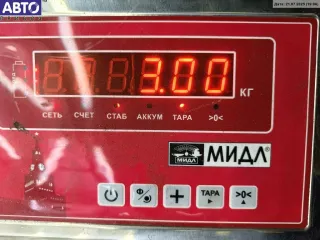 АВТО
3.00
КГ
СЕТЬ СЧЕТ СТАБ АККУМ ТАРА >0<
МИДЛ МИДЛ®
ТАРА >0<